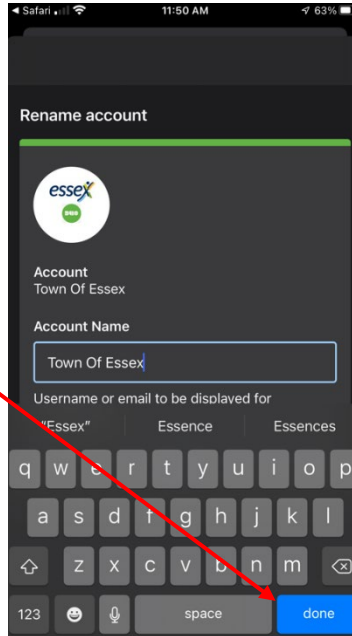 Safari 11:50 AM 63%
Rename account
essex
DUO
Account
Town Of Essex
Account Name
Town Of Essex
Username or email to be displayed for
"Essex" Essence Essences
q w e r t y u i o p
a s d f g h j k l
z x c v b n m
123 space done